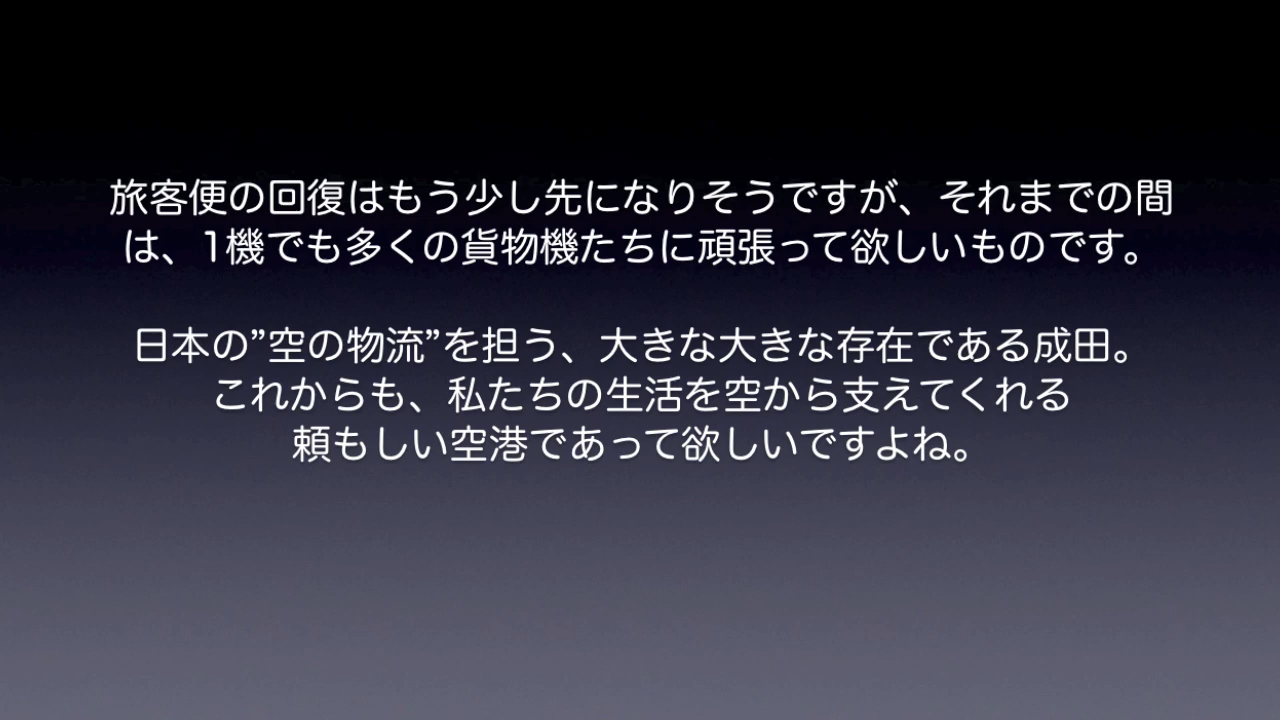 旅客便の回復はもう少し先になりそうですが、それまでの間
は、1機でも多くの貨物機たちに頑張って欲しいものです。
日本の”空の物流”を担う、大きな大きな存在である成田。
これからも、私たちの生活を空から支えてくれる
頼もしい空港であって欲しいですよね。